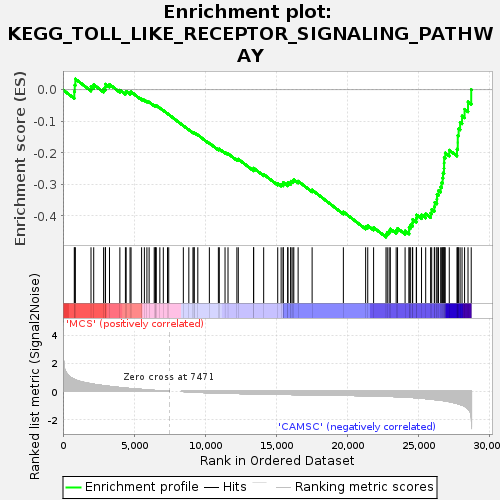 Enrichment plot:
KEGG_TOLL_LIKE_RECEPTOR_SIGNALING_PATHW
AY
Enrichment score (ES)
0.0
-0.1
-0.2
-0.3
-0.4
'MCS' (positively correlated)
Ranked list metric (Signal2Noise)
4
2
0
-2
Zero cross at 7471
'CAMSC' (negatively correlated)
0
5,000
10,000
15,000
20,000
25,000
30,000
Rank in Ordered Dataset
Enrichment profile
Hits
Ranking metric scores